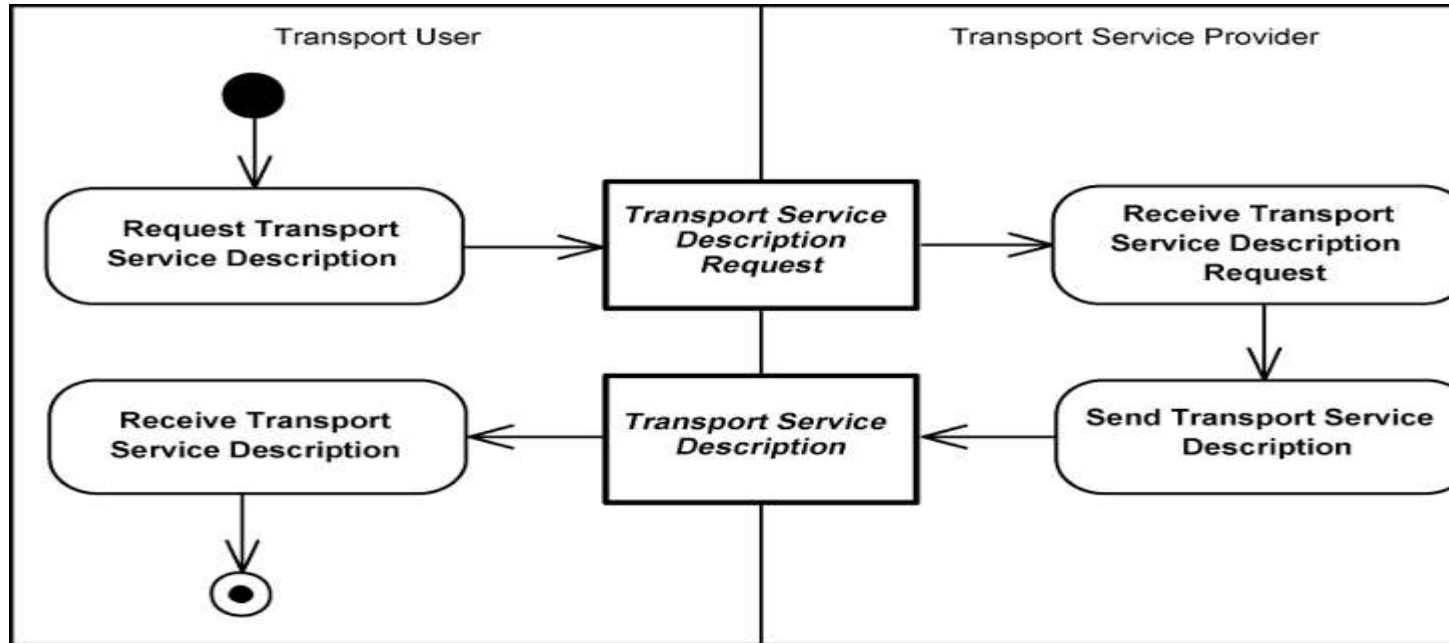 Transport User
Transport Service Provider
Request Transport
Service Description
Transport Service
Description
Request
Receive Transport
Service Description
Request
Receive Transport
Service Description
Transport Service
Description
Send Transport Service
Description